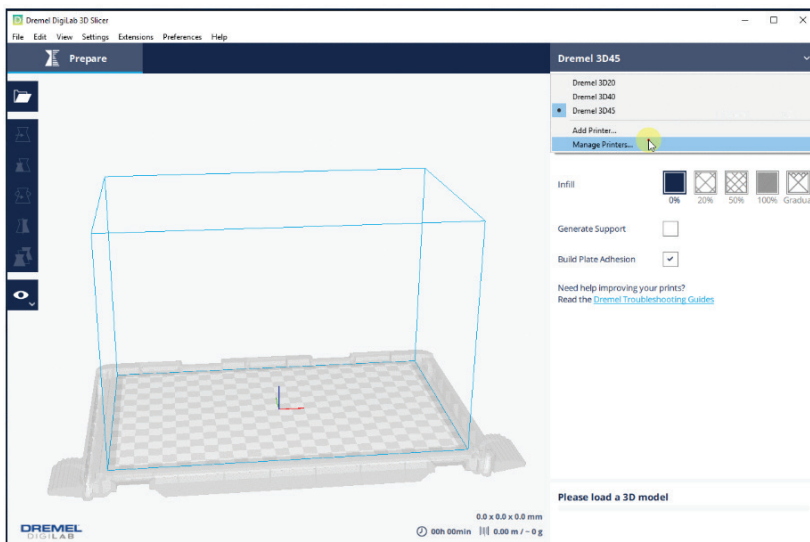 Dremel DigiLab 3D Slicer
File Edit View Settings Extensions Preferences Help
Prepare
Dremel 3D45
Dremel 3D20
Dremel 3D40
Dremel 3D45
Add Printer...
Manage Printers...
Infill
0% 20% 50% 100% Gradua
Generate Support
Build Plate Adhesion
Need help improving your prints?
Read the Dremel Troubleshooting Guides
Please load a 3D model
0.0 x 0.0 x 0.0 mm
00h 00min 0.00 m / ~ 0 g
DREMEL
DIGILAB